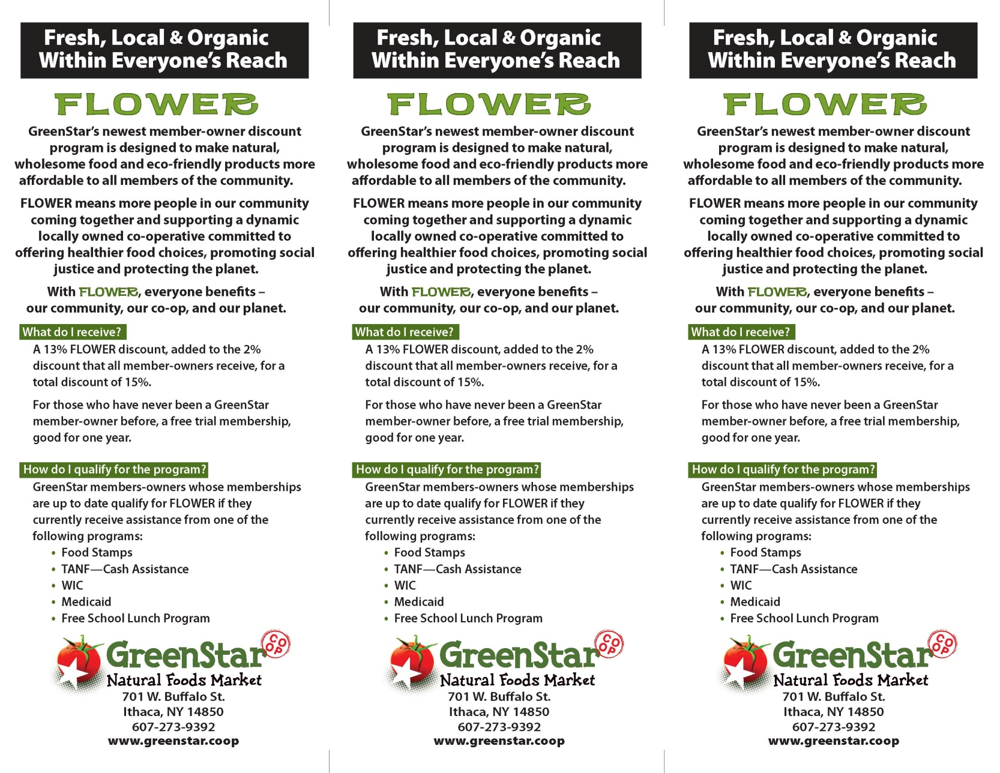 Fresh, Local & Organic
Within Everyone's Reach
FLOWER
GreenStar's newest member-owner discount
program is designed to make natural,
wholesome food and eco-friendly products more
affordable to all members of the community.
FLOWER means more people in our community
coming together and supporting a dynamic
locally owned co-operative committed to
offering healthier food choices, promoting social
justice and protecting the planet.
With FLOWER, everyone benefits –
our community, our co-op, and our planet.
What do I receive?
A 13% FLOWER discount, added to the 2%
discount that all member-owners receive, for a
total discount of 15%.
For those who have never been a GreenStar
member-owner before, a free trial membership,
good for one year.
How do I qualify for the program?
GreenStar members-owners whose memberships
are up to date qualify for FLOWER if they
currently receive assistance from one of the
following programs:
• Food Stamps
• TANF—Cash Assistance
• WIC
• Medicaid
• Free School Lunch Program
GreenStar
CO
OP
Natural Foods Market
701 W. Buffalo St.
Ithaca, NY 14850
607-273-9392
www.greenstar.coop
Fresh, Local & Organic
Within Everyone's Reach
FLOWER
GreenStar's newest member-owner discount
program is designed to make natural,
wholesome food and eco-friendly products more
affordable to all members of the community.
FLOWER means more people in our community
coming together and supporting a dynamic
locally owned co-operative committed to
offering healthier food choices, promoting social
justice and protecting the planet.
With FLOWER, everyone benefits –
our community, our co-op, and our planet.
What do I receive?
A 13% FLOWER discount, added to the 2%
discount that all member-owners receive, for a
total discount of 15%.
For those who have never been a GreenStar
member-owner before, a free trial membership,
good for one year.
How do I qualify for the program?
GreenStar members-owners whose memberships
are up to date qualify for FLOWER if they
currently receive assistance from one of the
following programs:
• Food Stamps
• TANF—Cash Assistance
• WIC
• Medicaid
• Free School Lunch Program
GreenStar
CO
OP
Natural Foods Market
701 W. Buffalo St.
Ithaca, NY 14850
607-273-9392
www.greenstar.coop
Fresh, Local & Organic
Within Everyone's Reach
FLOWER
GreenStar's newest member-owner discount
program is designed to make natural,
wholesome food and eco-friendly products more
affordable to all members of the community.
FLOWER means more people in our community
coming together and supporting a dynamic
locally owned co-operative committed to
offering healthier food choices, promoting social
justice and protecting the planet.
With FLOWER, everyone benefits –
our community, our co-op, and our planet.
What do I receive?
A 13% FLOWER discount, added to the 2%
discount that all member-owners receive, for a
total discount of 15%.
For those who have never been a GreenStar
member-owner before, a free trial membership,
good for one year.
How do I qualify for the program?
GreenStar members-owners whose memberships
are up to date qualify for FLOWER if they
currently receive assistance from one of the
following programs:
• Food Stamps
• TANF—Cash Assistance
• WIC
• Medicaid
• Free School Lunch Program
GreenStar
CO
OP
Natural Foods Market
701 W. Buffalo St.
Ithaca, NY 14850
607-273-9392
www.greenstar.coop